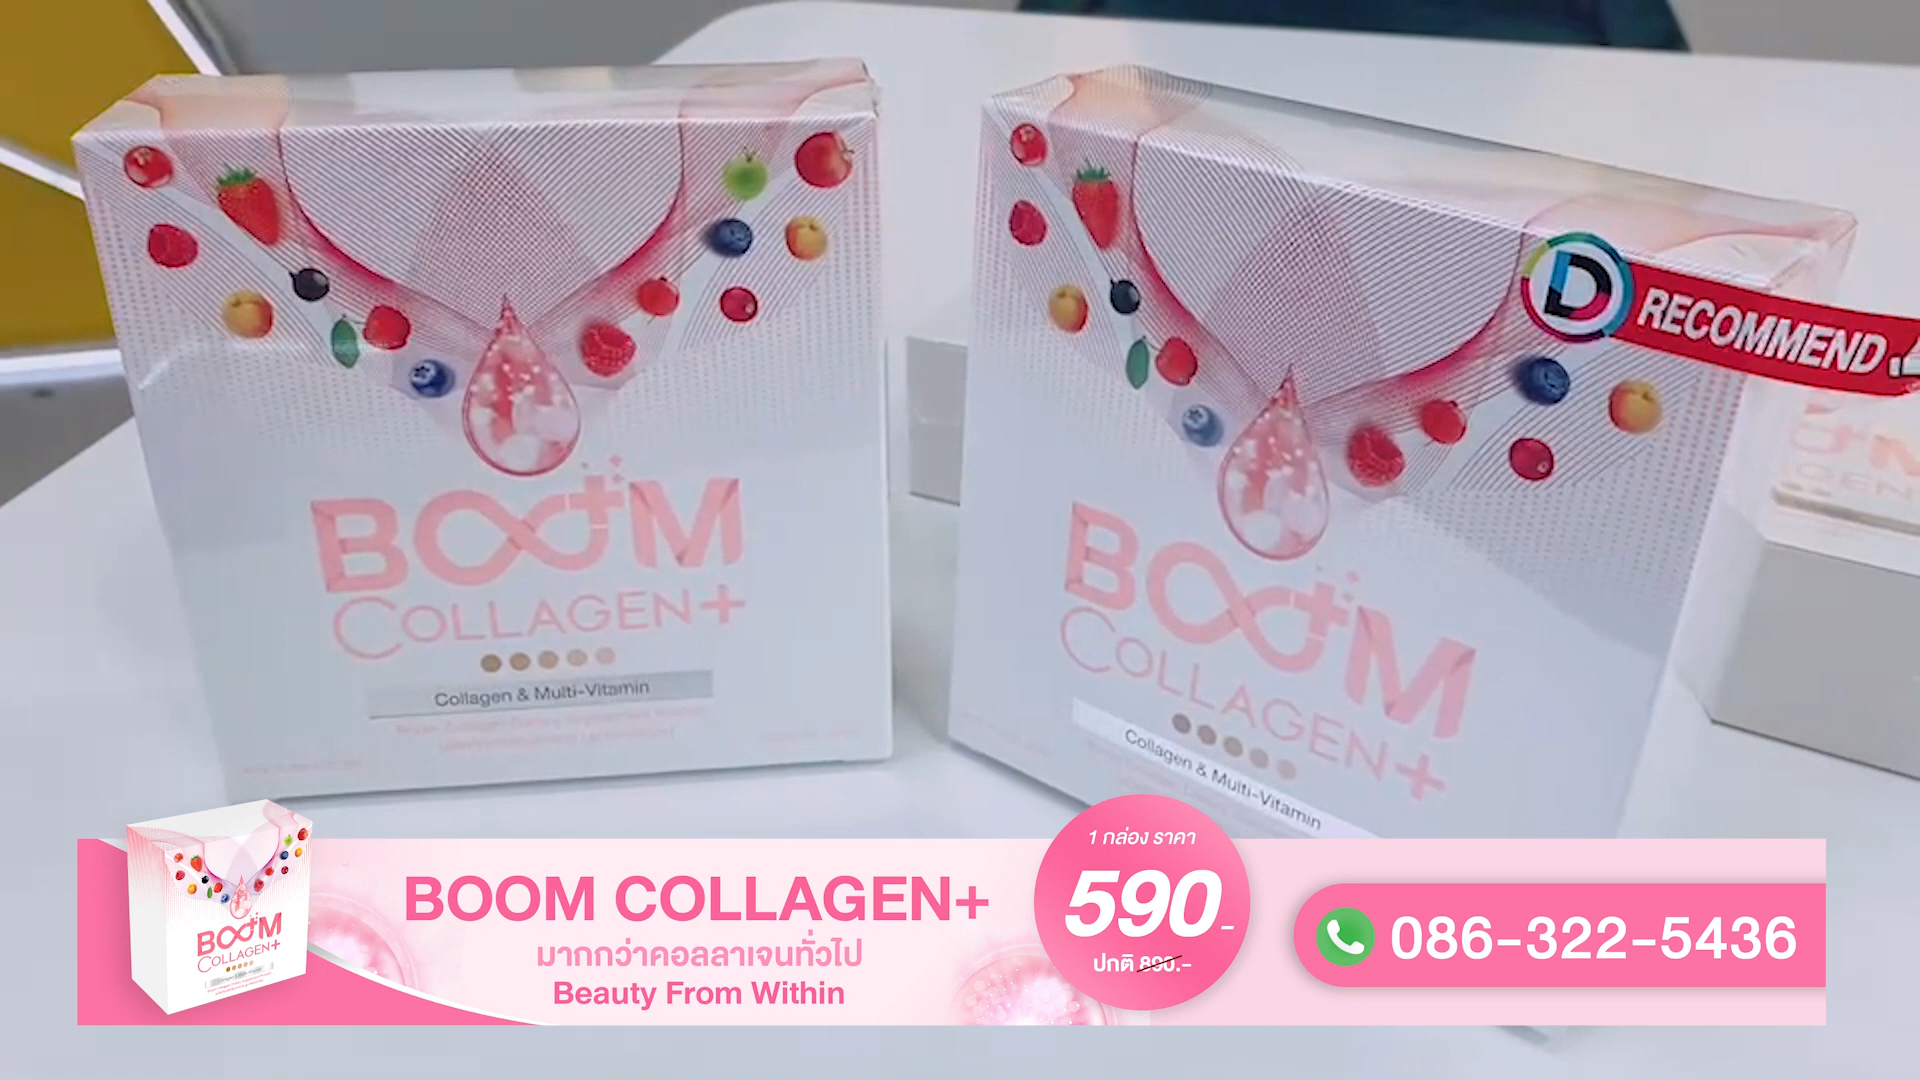 BOOM
COLLAGEN+
Collagen & Multi-Vitamin
BOOM
COLLAGEN+
Collagen & Multi-Vitamin
D RECOMMEND
BOOM
COLLAGEN+
BOOM COLLAGEN+
มากกว่าคอลลาเจนทั่วไป
Beauty From Within
1 กล่อง ราคา
590.-
ปกติ 890.-
086-322-5436